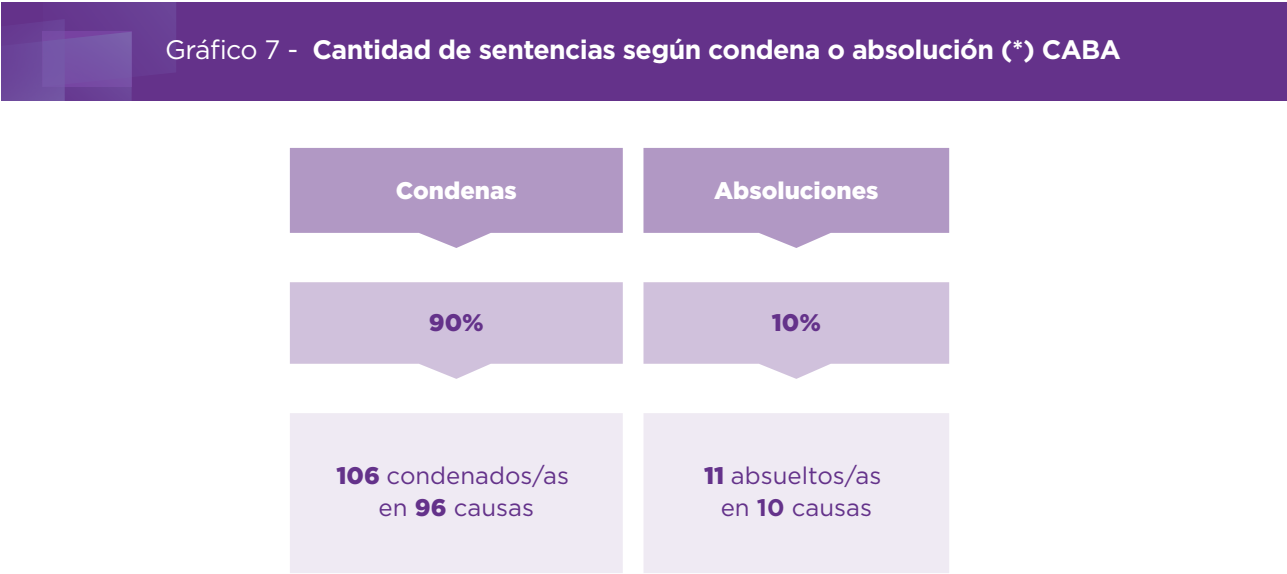 Gráfico 7 - Cantidad de sentencias según condena o absolución (*) CABA
Condenas
Absoluciones
90%
10%
106 condenados/as
en 96 causas
11 absueltos/as
en 10 causas